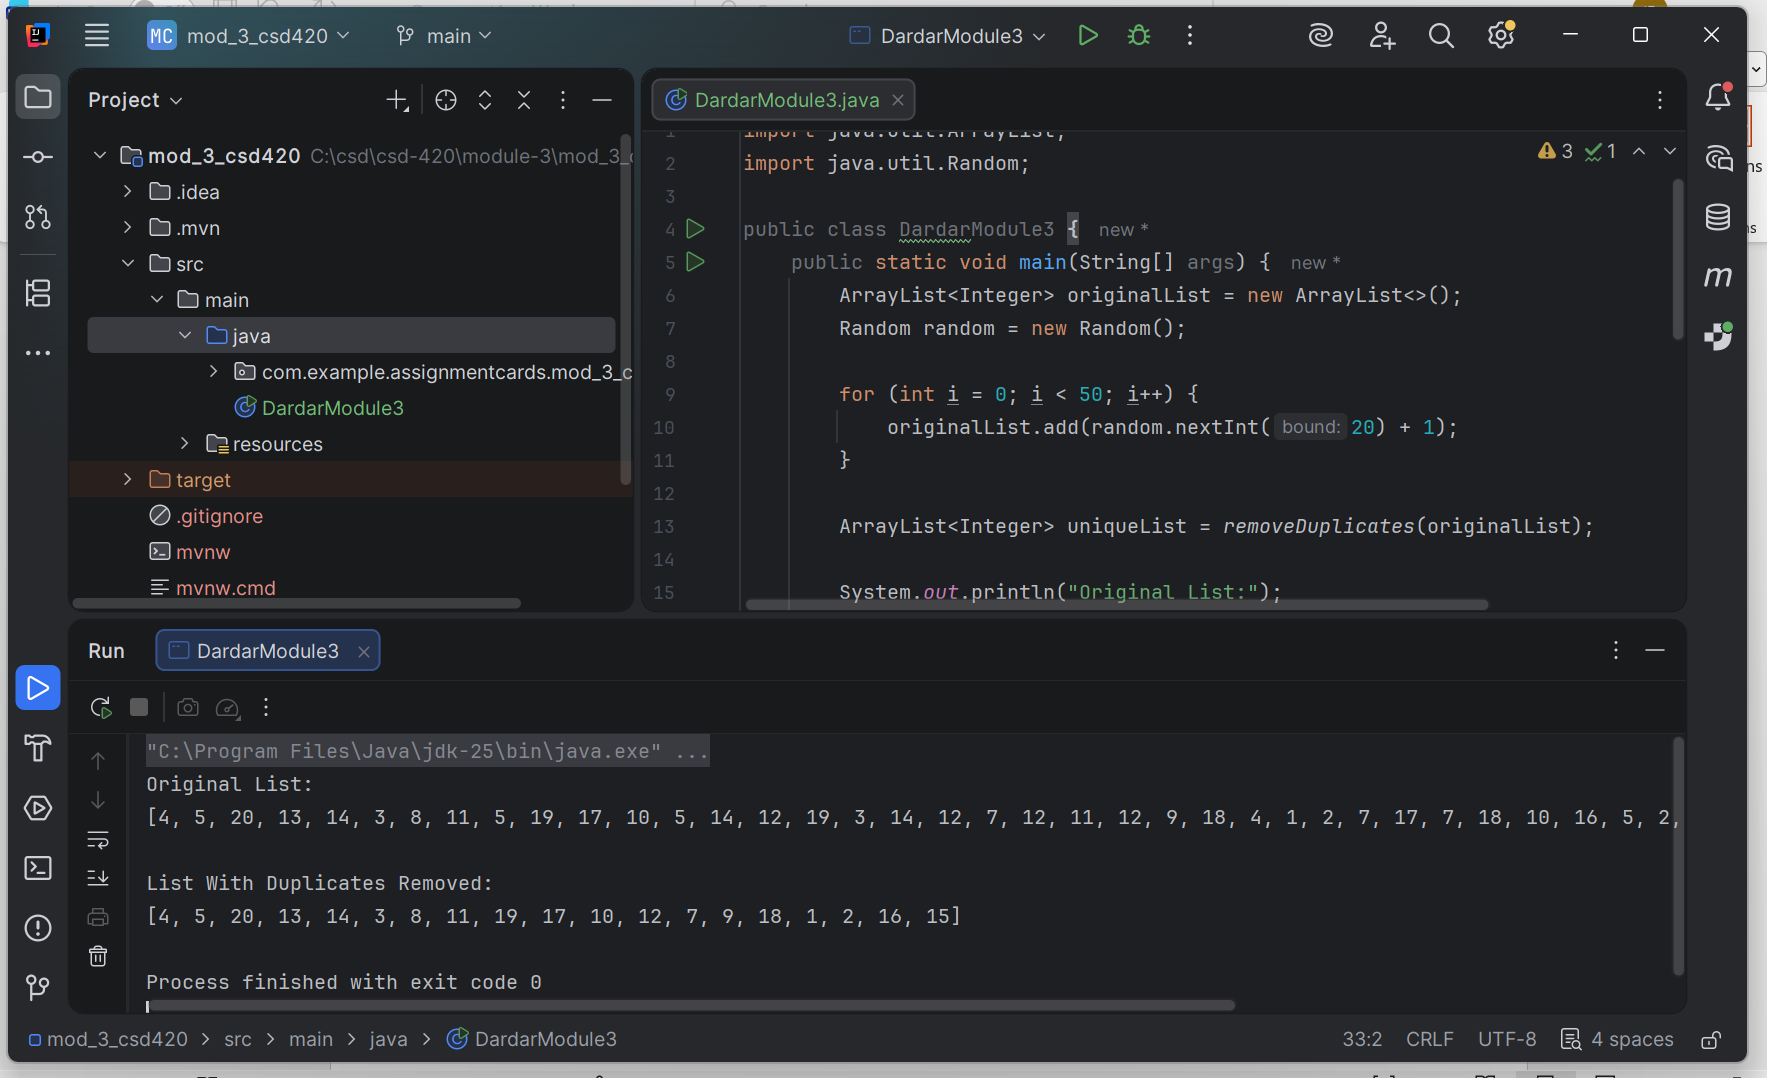 MC mod_3_csd420 main DardarModule3
Project
DardarModule3.java
mod_3_csd420 C:\csd\csd-420\module-3\mod_3_c
.idea
.mvn
src
main
java
com.example.assignmentcards.mod_3_c
DardarModule3
resources
target
.gitignore
mvnw
mvnw.cmd
3 1
1 import java.util.ArrayList;
2 import java.util.Random;
3
4 public class DardarModule3 { new *
5 public static void main(String[] args) { new *
6 ArrayList<Integer> originalList = new ArrayList<>();
7 Random random = new Random();
8
9 for (int i = 0; i < 50; i++) {
10 originalList.add(random.nextInt( bound: 20) + 1);
11 }
12
13 ArrayList<Integer> uniqueList = removeDuplicates(originalList);
14
15 System.out.println("Original List:");
m
Run DardarModule3
"C:\Program Files\Java\jdk-25\bin\java.exe" ...
Original List:
[4, 5, 20, 13, 14, 3, 8, 11, 5, 19, 17, 10, 5, 14, 12, 19, 3, 14, 12, 7, 12, 11, 12, 9, 18, 4, 1, 2, 7, 17, 7, 18, 10, 16, 5, 2,
List With Duplicates Removed:
[4, 5, 20, 13, 14, 3, 8, 11, 19, 17, 10, 12, 7, 9, 18, 1, 2, 16, 15]
Process finished with exit code 0
mod_3_csd420 > src > main > java > DardarModule3
33:2 CRLF UTF-8 4 spaces